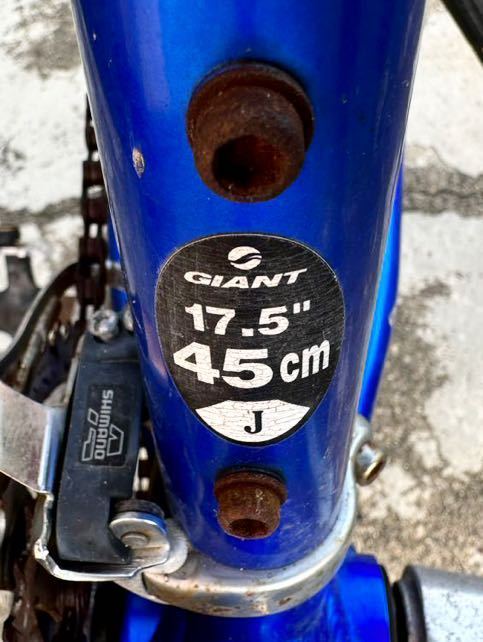 GIANT
17.5"
45cm
J
SHIMANO